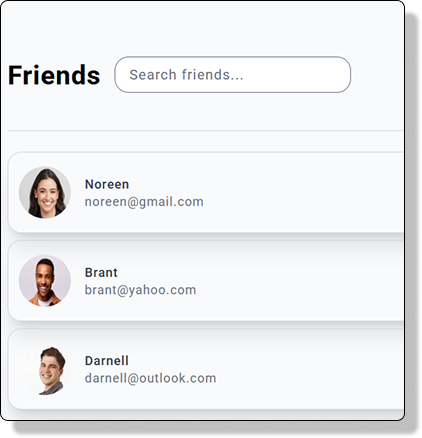 Friends
Search friends...
Noreen
noreen@gmail.com
Brant
brant@yahoo.com
Darnell
darnell@outlook.com